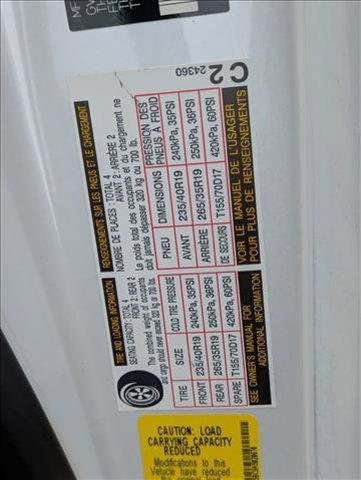 MF
GV
C2
24360
RENSEIGNEMENTS SUR LES PNEUS ET LE CHARGEMENT
NOMBRE DE PLACES : TOTAL 4
AVANT 2 : ARRIÈRE 2
Le poids total des occupants et du chargement ne
doit jamais dépasser 320 kg ou 700 lb.
PNEU DIMENSIONS PRESSION DES PNEUS À FROID
AVANT 235/40R19 240kPa, 35PSI
ARRIÈRE 265/35R19 250kPa, 36PSI
DE SECOURS T155/70D17 420kPa, 60PSI
VOIR LE MANUEL DE L'USAGER
POUR PLUS DE RENSEIGNEMENTS
TIRE AND LOADING INFORMATION
SEATING CAPACITY : TOTAL 4
FRONT 2 : REAR 2
The combined weight of occupants
and cargo should never exceed 320 kg or 700 lbs.
TIRE SIZE COLD TIRE PRESSURE
FRONT 235/40R19 240kPa, 35PSI
REAR 265/35R19 250kPa, 36PSI
SPARE T155/70D17 420kPa, 60PSI
SEE OWNER'S MANUAL FOR
ADDITIONAL INFORMATION
CAUTION: LOAD
CARRYING CAPACITY
REDUCED
Modifications to this
Vehicle have reduced
the original